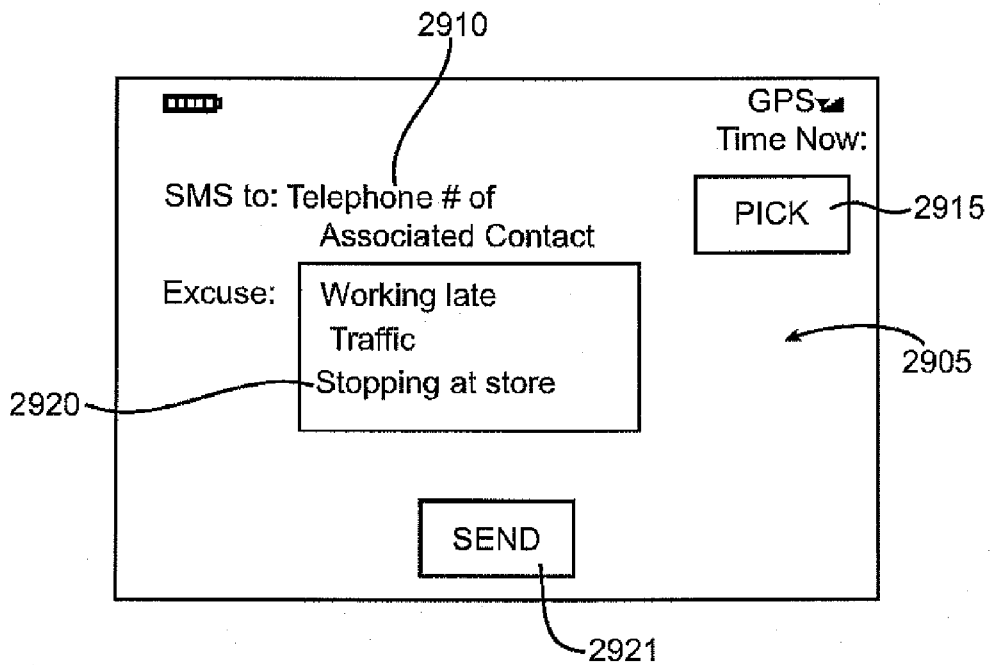 2910
GPS
Time Now:
SMS to: Telephone # of
Associated Contact
PICK
2915
Excuse:
Working late
Traffic
Stopping at store
2905
2920
SEND
2921